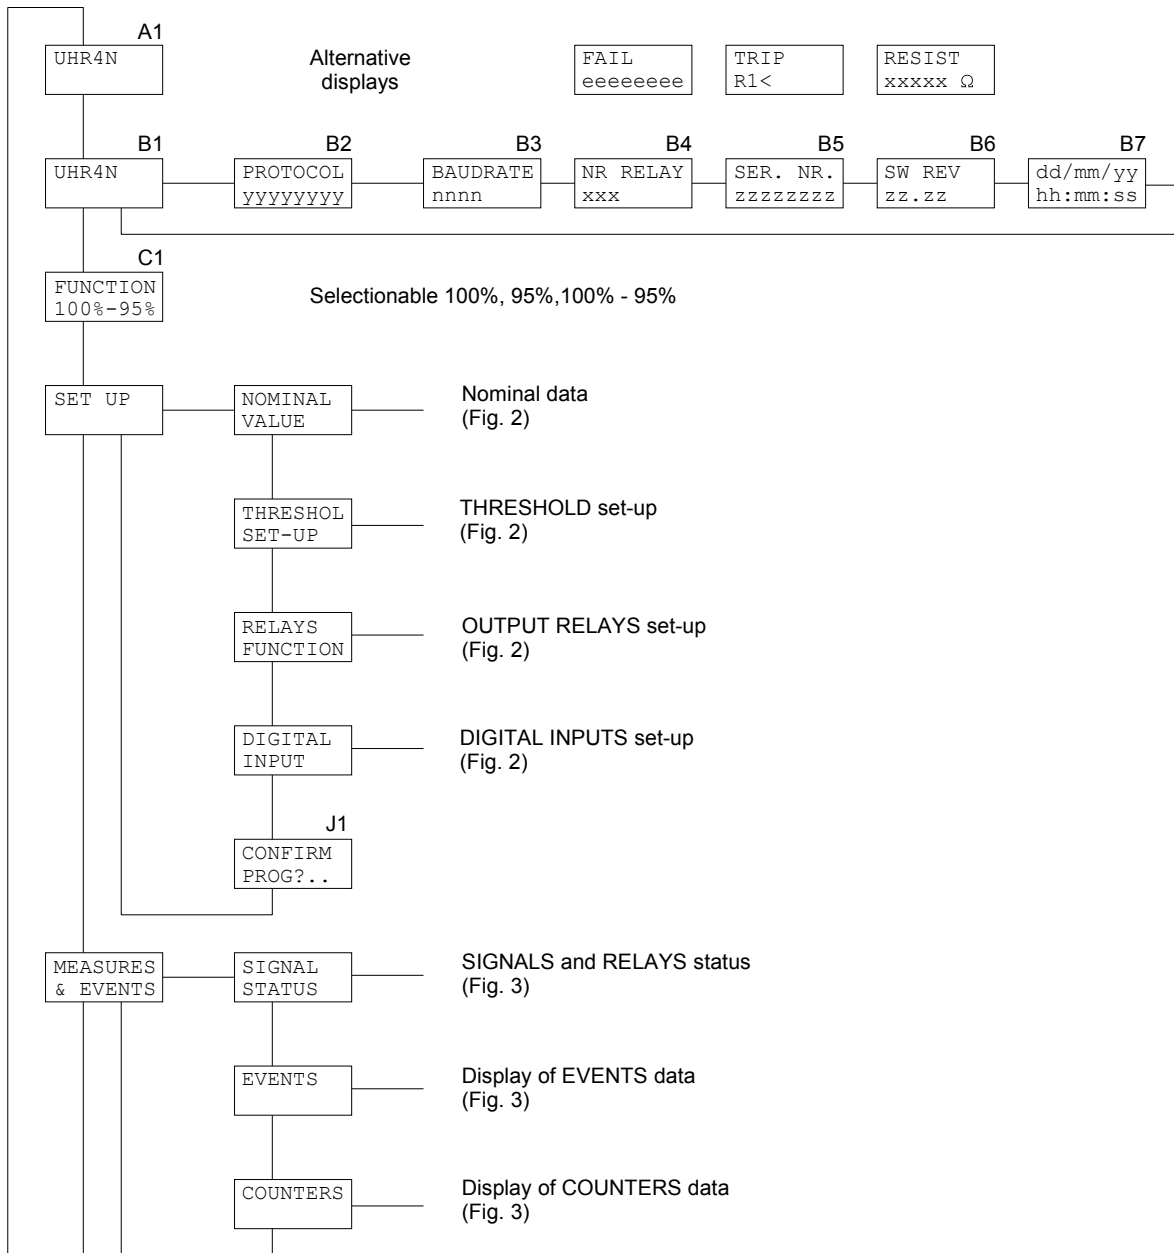 A1
UHR4N
Alternative
displays
FAIL
eeeeeeee
TRIP
R1<
RESIST
xxxxx Ω
B1
UHR4N
B2
PROTOCOL
yyyyyyyy
B3
BAUDRATE
nnnn
B4
NR RELAY
xxx
B5
SER. NR.
zzzzzzzz
B6
SW REV
zz.zz
B7
dd/mm/yy
hh:mm:ss
C1
FUNCTION
100%-95%
Selectionable 100%, 95%,100% - 95%
SET UP
NOMINAL
VALUE
Nominal data
(Fig. 2)
THRESHOL
SET-UP
THRESHOLD set-up
(Fig. 2)
RELAYS
FUNCTION
OUTPUT RELAYS set-up
(Fig. 2)
DIGITAL
INPUT
DIGITAL INPUTS set-up
(Fig. 2)
J1
CONFIRM
PROG?..
MEASURES
& EVENTS
SIGNAL
STATUS
SIGNALS and RELAYS status
(Fig. 3)
EVENTS
Display of EVENTS data
(Fig. 3)
COUNTERS
Display of COUNTERS data
(Fig. 3)